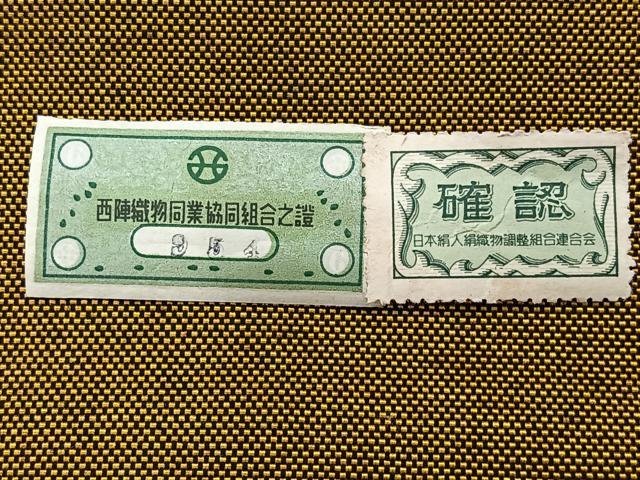 西陣織物同業協同組合之證
954
確認
日本絹人絹織物調整組合連合会